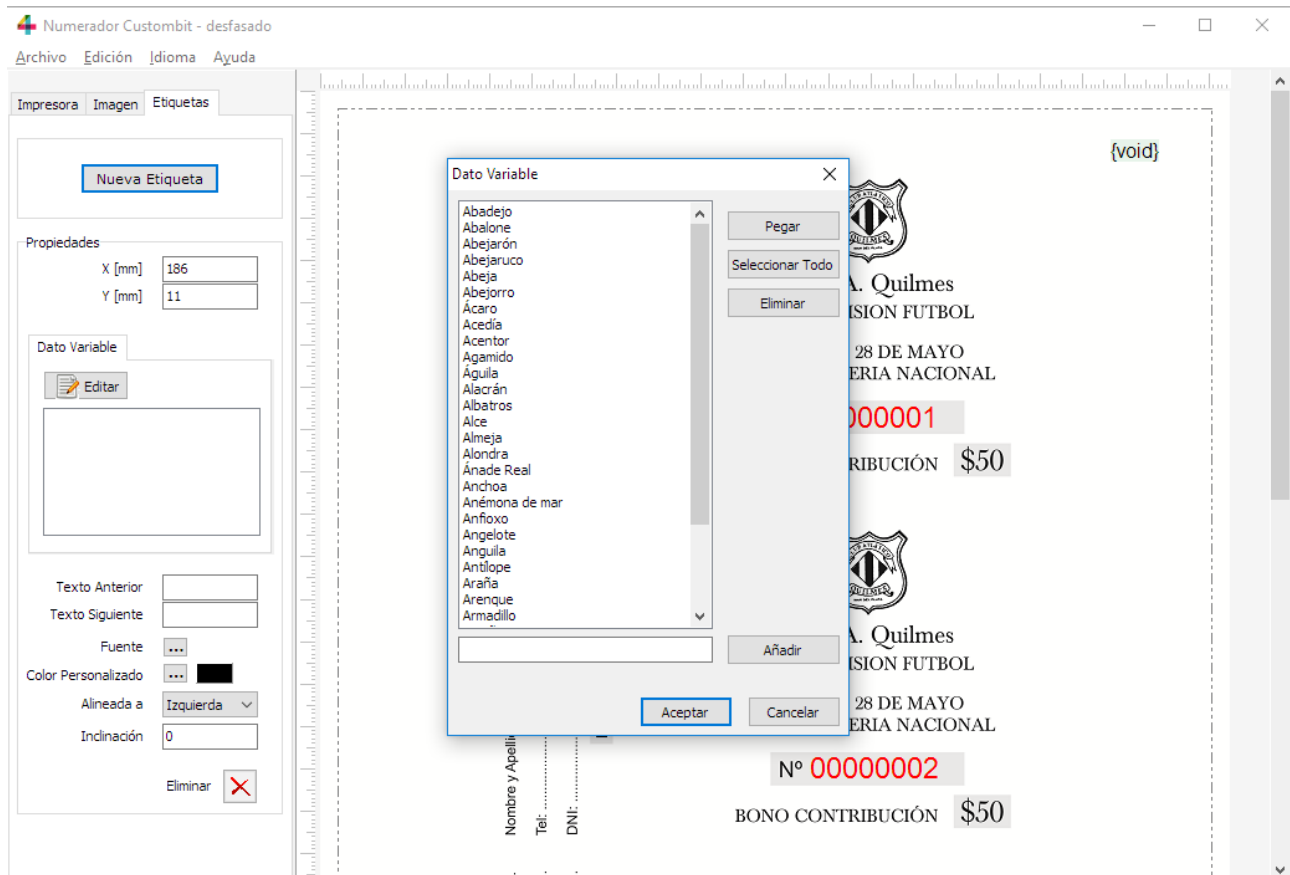 Numerador Custombit - desfasado
Archivo Edición Idioma Ayuda
Impresora Imagen Etiquetas
Nueva Etiqueta
Propiedades
X [mm] 186
Y [mm] 11
Dato Variable
Editar
Texto Anterior
Texto Siguiente
Fuente ...
Color Personalizado ...
Alineada a Izquierda
Inclinación 0
Eliminar
{void}
Dato Variable
Abadejo
Abalone
Abejarón
Abejaruco
Abeja
Abejorro
Ácaro
Acedía
Acentor
Agamido
Águila
Alacrán
Albatros
Alce
Almeja
Alondra
Ánade Real
Anchoa
Anémona de mar
Anfioxo
Angelote
Anguila
Antílope
Araña
Arenque
Armadillo
Pegar
Seleccionar Todo
Eliminar
Añadir
Aceptar Cancelar
QUILMES
A. Quilmes
ISION FUTBOL
28 DE MAYO
ERIA NACIONAL
000001
RIBUCIÓN $50
QUILMES
A. Quilmes
ISION FUTBOL
28 DE MAYO
ERIA NACIONAL
Nº 00000002
BONO CONTRIBUCIÓN $50
Nombre y Apelli
Tel: ........
DNI: ........